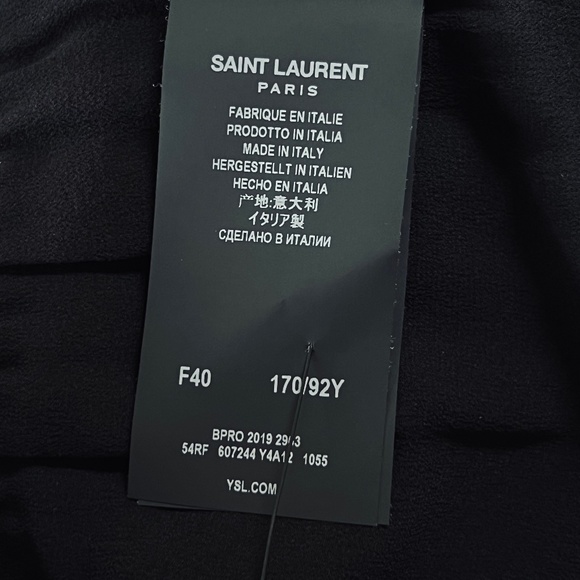 SAINT LAURENT
PARIS
FABRIQUE EN ITALIE
PRODOTTO IN ITALIA
MADE IN ITALY
HERGESTELLT IN ITALIEN
HECHO EN ITALIA
产地:意大利
イタリア製
СДЕЛАНО В ИТАЛИИ
F40 170/92Y
BPRO 2019
54RF 607244 Y4A12 1055
YSL.COM